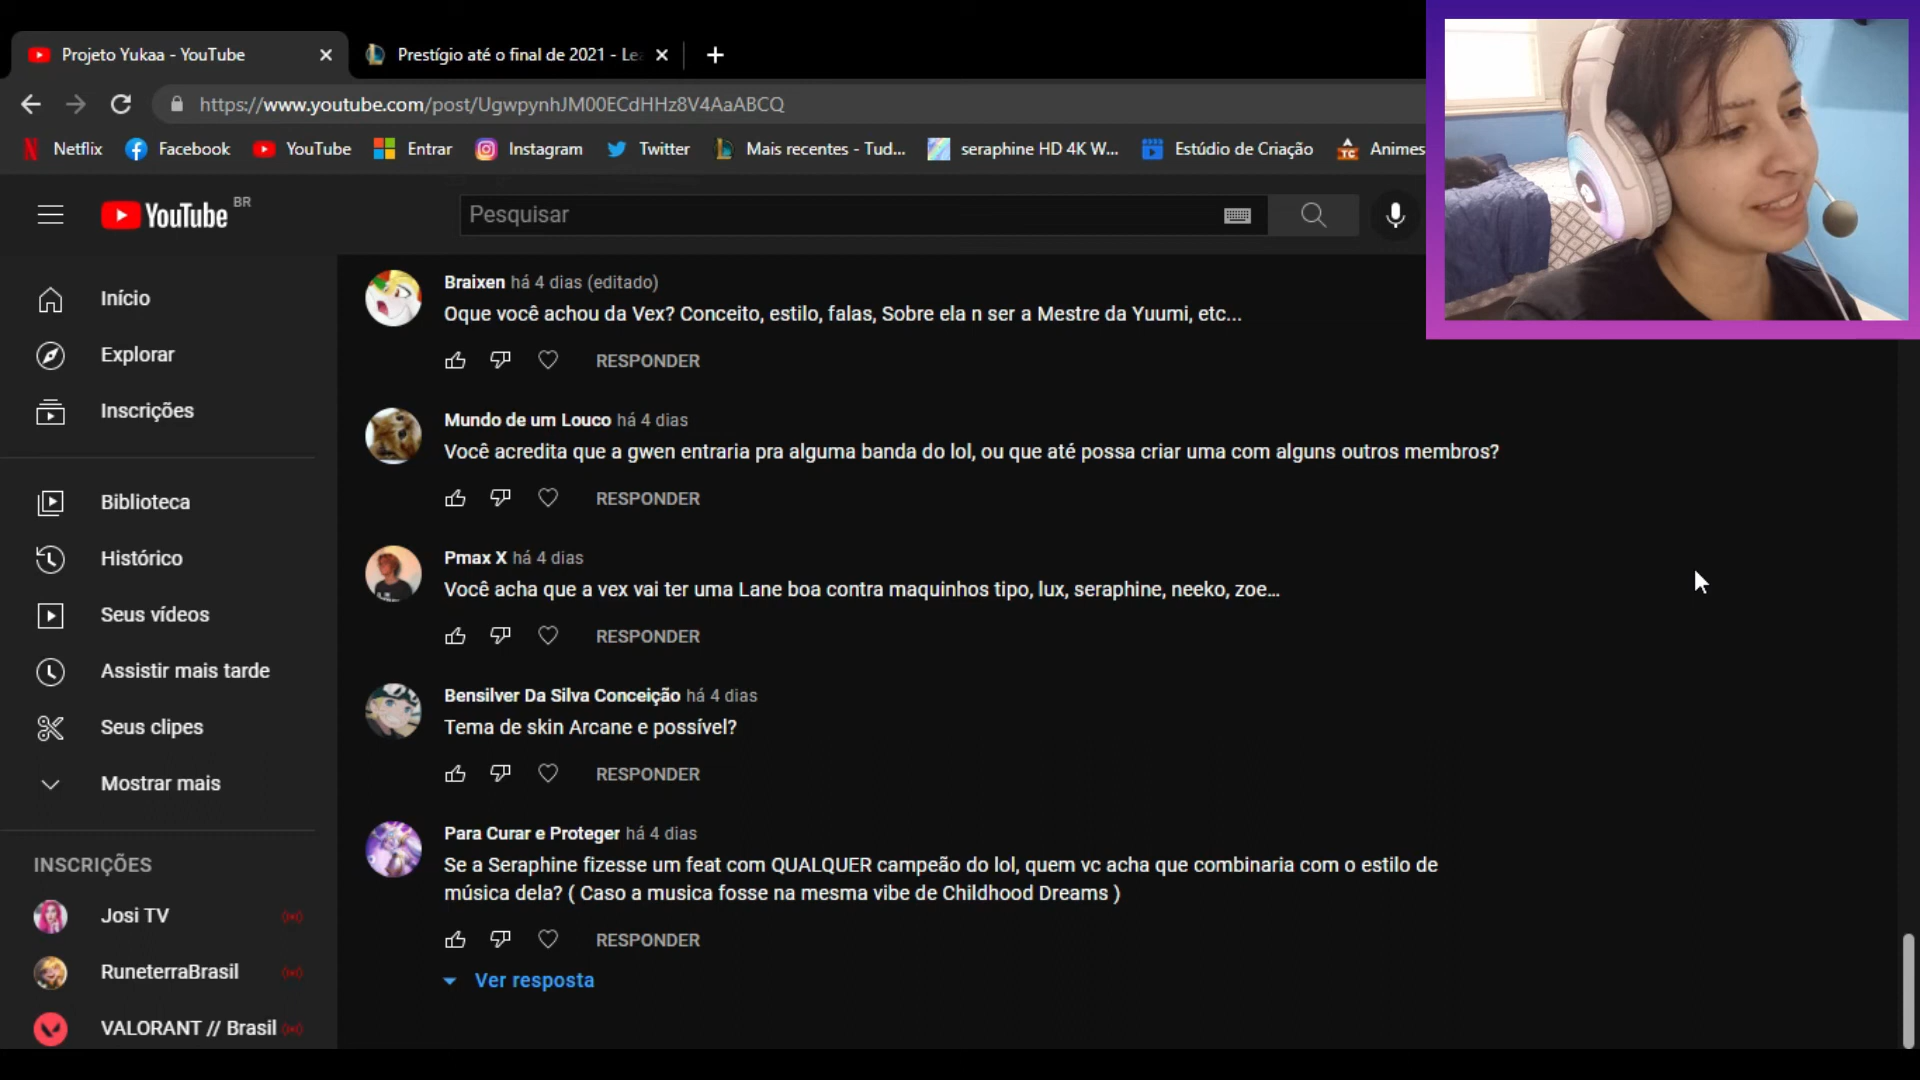 Projeto Yukaa - YouTube
Prestígio até o final de 2021 - Le
https://www.youtube.com/post/UgwpynhJM00ECdHHz8V4AaABCQ
Netflix Facebook YouTube Entrar Instagram Twitter Mais recentes - Tud... seraphine HD 4K W... Estúdio de Criação Animes
YouTube BR
Pesquisar
Início
Explorar
Inscrições
Biblioteca
Histórico
Seus vídeos
Assistir mais tarde
Seus clipes
Mostrar mais
INSCRIÇÕES
Josi TV
RuneterraBrasil
VALORANT // Brasil
Braixen há 4 dias (editado)
Oque você achou da Vex? Conceito, estilo, falas, Sobre ela n ser a Mestre da Yuumi, etc...
RESPONDER
Mundo de um Louco há 4 dias
Você acredita que a gwen entraria pra alguma banda do lol, ou que até possa criar uma com alguns outros membros?
RESPONDER
Pmax X há 4 dias
Você acha que a vex vai ter uma Lane boa contra maquinhos tipo, lux, seraphine, neeko, zoe...
RESPONDER
Bensilver Da Silva Conceição há 4 dias
Tema de skin Arcane e possível?
RESPONDER
Para Curar e Proteger há 4 dias
Se a Seraphine fizesse um feat com QUALQUER campeão do lol, quem vc acha que combinaria com o estilo de
música dela? ( Caso a musica fosse na mesma vibe de Childhood Dreams )
RESPONDER
Ver resposta